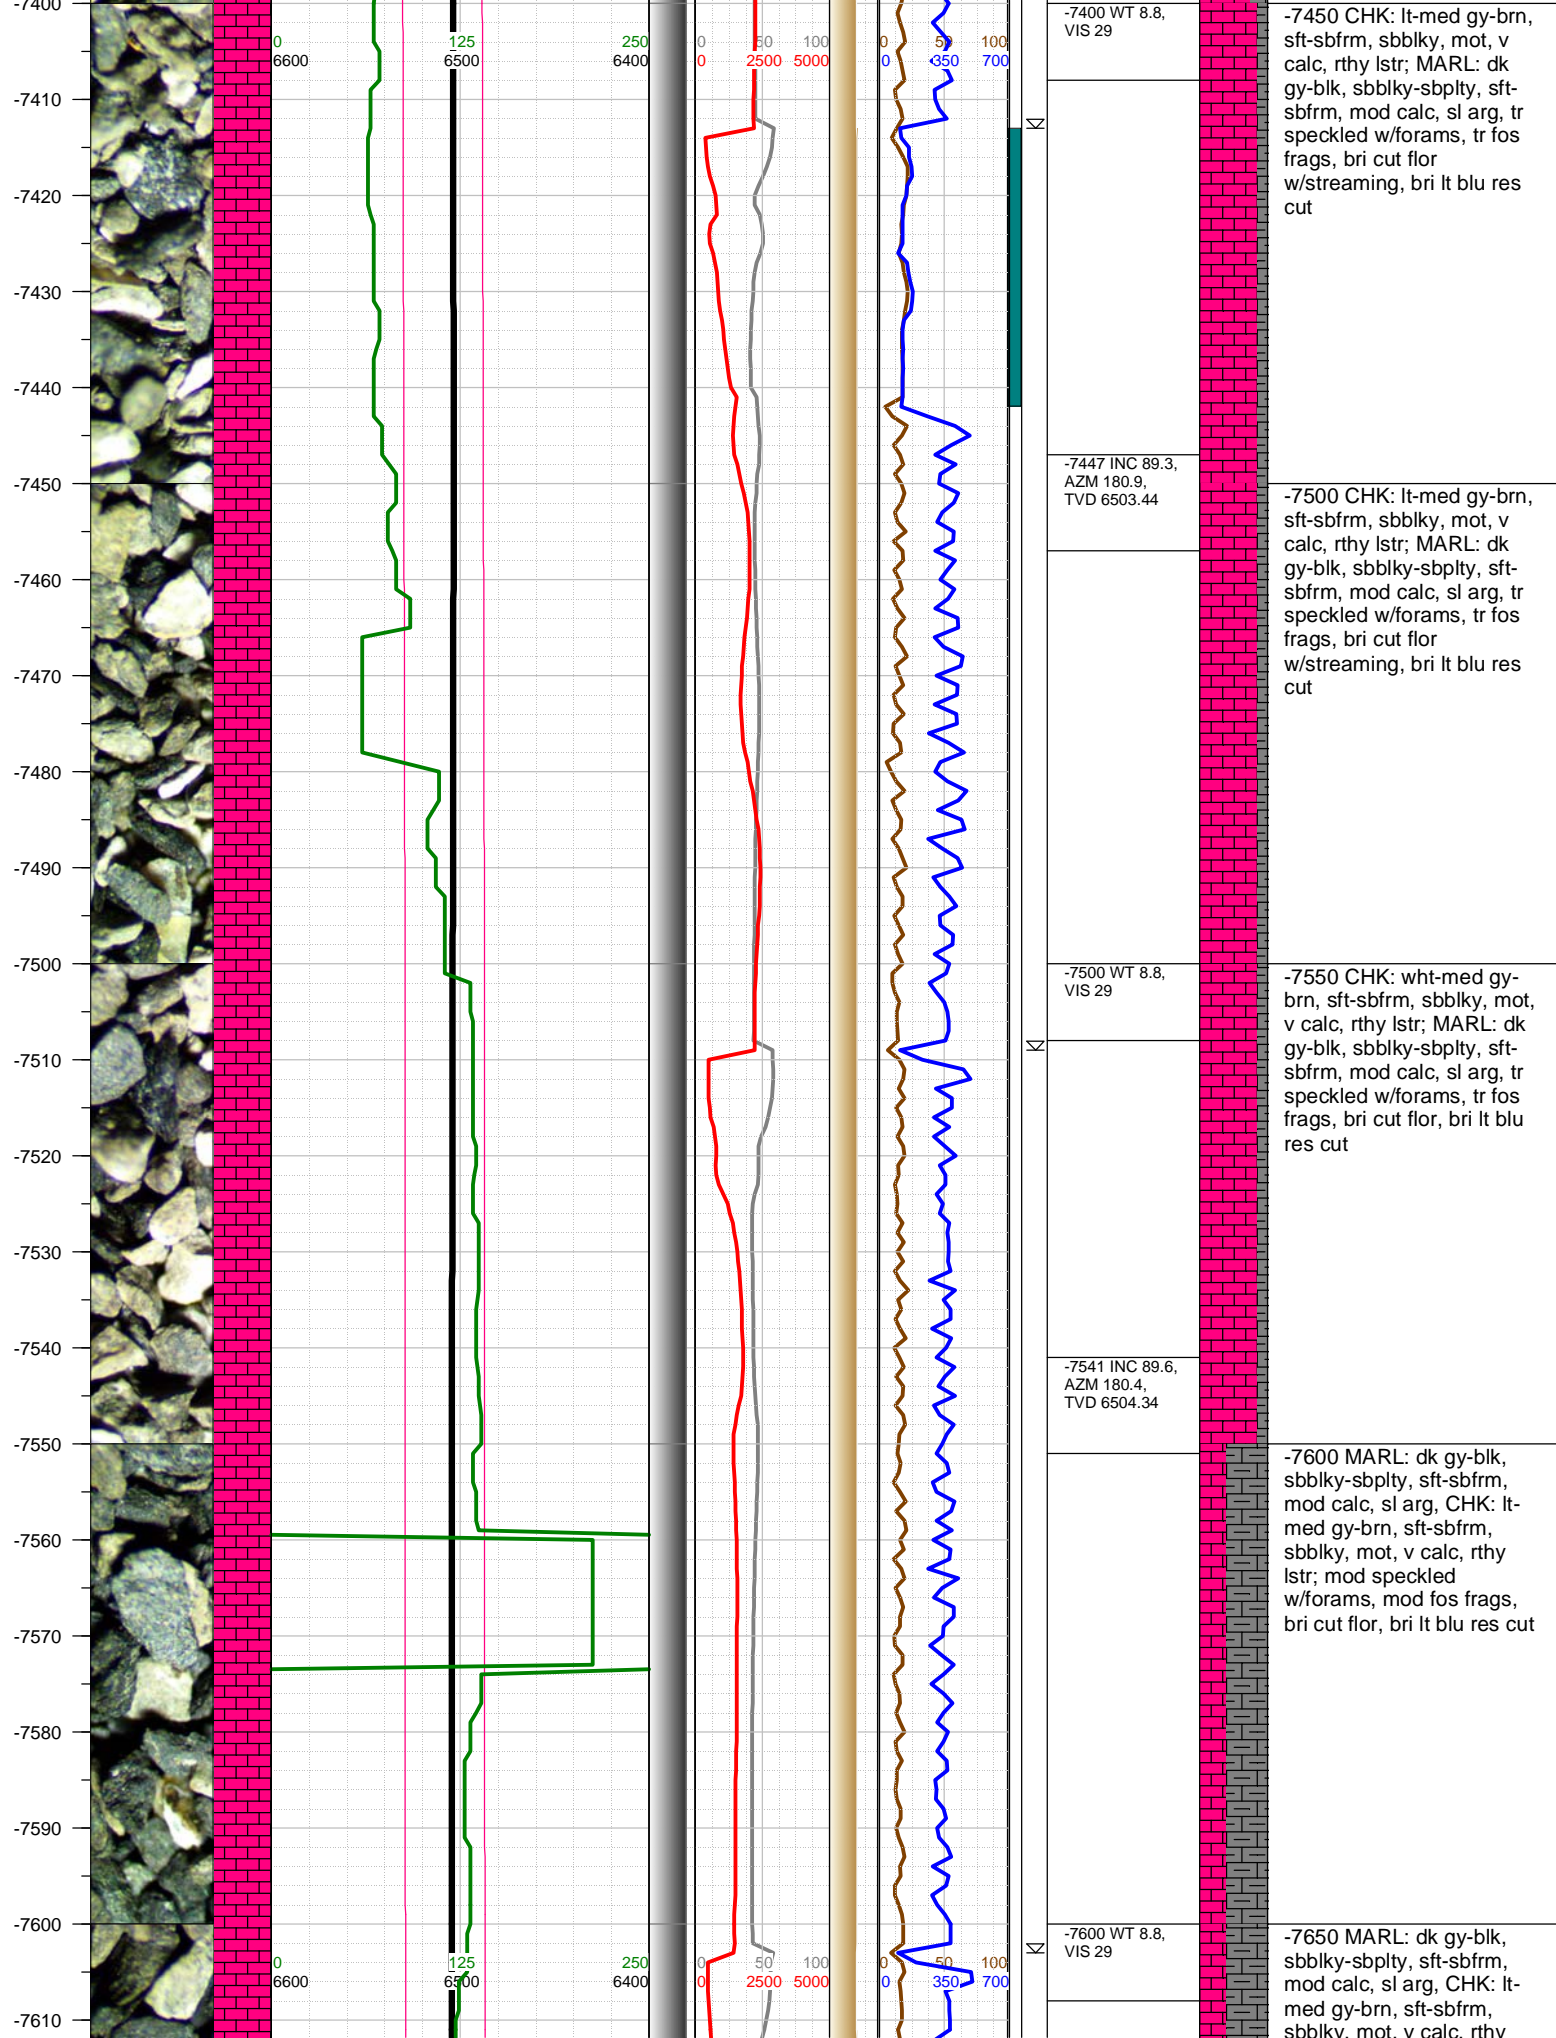 -7400
0
125
250
6600
6500
6400
0
50
100
0
2500
5000
0
50
100
0
350
700
-7400 WT 8.8,
VIS 29
-7450 CHK: lt-med gy-brn,
sft-sbfrm, sbblky, mot, v
calc, rthy lstr; MARL: dk
gy-blk, sbblky-sbplty, sft-
sbfrm, mod calc, sl arg, tr
speckled w/forams, tr fos
frags, bri cut flor
w/streaming, bri lt blu res
cut
-7410
-7420
-7430
-7440
-7447 INC 89.3,
AZM 180.9,
TVD 6503.44
-7450
-7500 CHK: lt-med gy-brn,
sft-sbfrm, sbblky, mot, v
calc, rthy lstr; MARL: dk
gy-blk, sbblky-sbplty, sft-
sbfrm, mod calc, sl arg, tr
speckled w/forams, tr fos
frags, bri cut flor
w/streaming, bri lt blu res
cut
-7460
-7470
-7480
-7490
-7500
-7500 WT 8.8,
VIS 29
-7550 CHK: wht-med gy-
brn, sft-sbfrm, sbblky, mot,
v calc, rthy lstr; MARL: dk
gy-blk, sbblky-sbplty, sft-
sbfrm, mod calc, sl arg, tr
speckled w/forams, tr fos
frags, bri cut flor, bri lt blu
res cut
-7510
-7520
-7530
-7540
-7541 INC 89.6,
AZM 180.4,
TVD 6504.34
-7550
-7600 MARL: dk gy-blk,
sbblky-sbplty, sft-sbfrm,
mod calc, sl arg, CHK: lt-
med gy-brn, sft-sbfrm,
sbblky, mot, v calc, rthy
lstr; mod speckled
w/forams, mod fos frags,
bri cut flor, bri lt blu res cut
-7560
-7570
-7580
-7590
-7600
0
125
250
6600
6500
6400
0
50
100
0
2500
5000
0
50
100
0
350
700
-7600 WT 8.8,
VIS 29
-7650 MARL: dk gy-blk,
sbblky-sbplty, sft-sbfrm,
mod calc, sl arg, CHK: lt-
med gy-brn, sft-sbfrm,
sbblky, mot, v calc, rthy
-7610